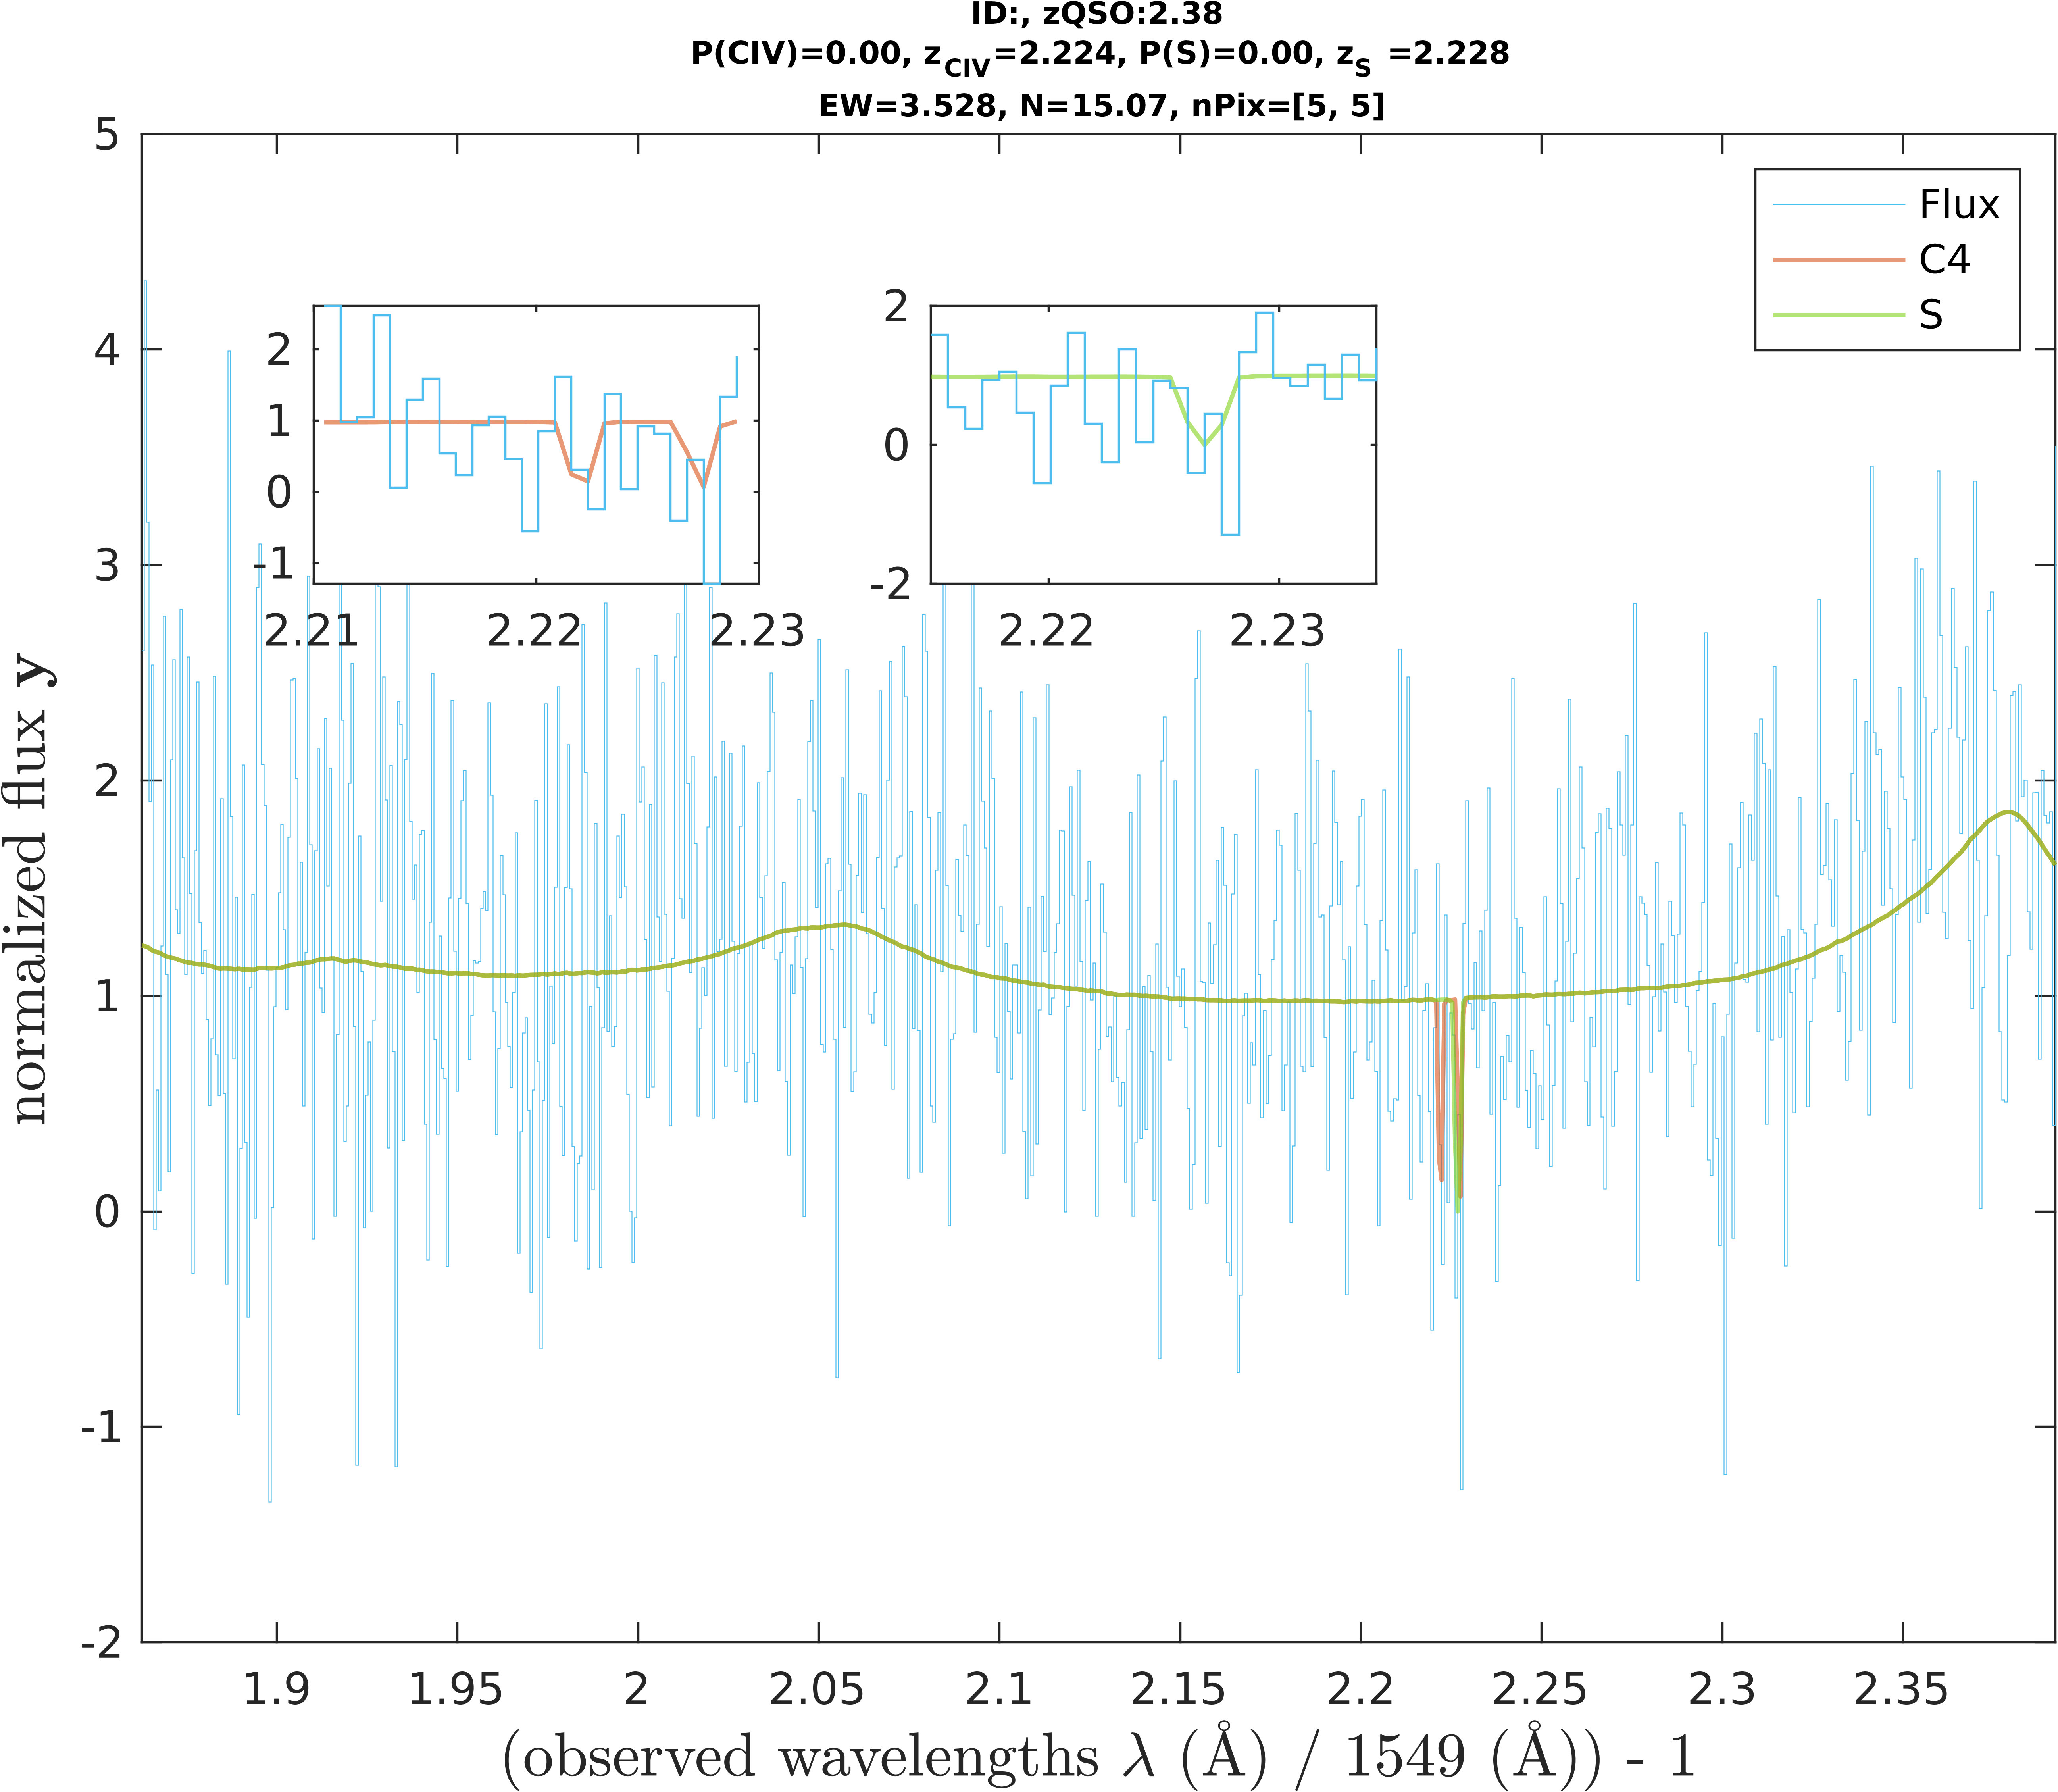 ID:, zQSO:2.38
P(CIV)=0.00, zCIV=2.224, P(S)=0.00, zS =2.228
EW=3.528, N=15.07, nPix=[5, 5]
5
4
3
2
1
0
-1
-2
normalized flux y
Flux
C4
S
2
1
0
-1
2.21 2.22 2.23
2
0
-2
2.22 2.23
1.9 1.95 2 2.05 2.1 2.15 2.2 2.25 2.3 2.35
(observed wavelengths λ (Å) / 1549 (Å)) - 1